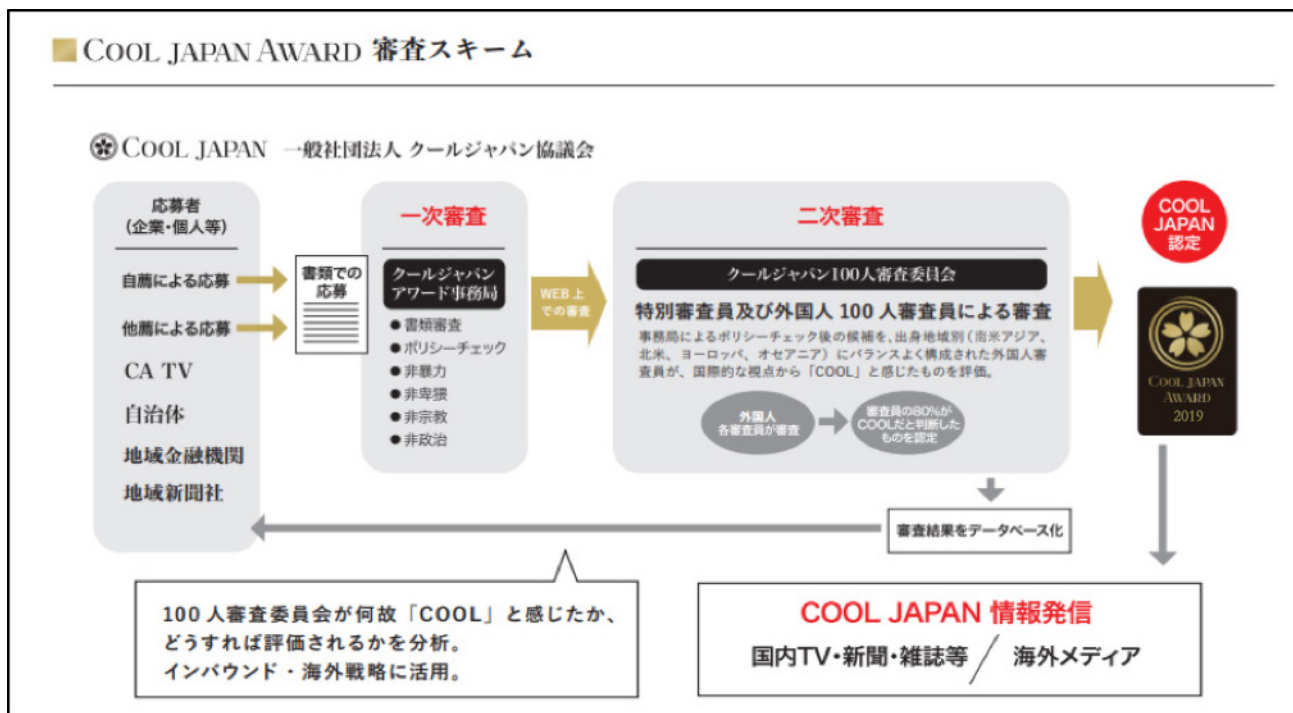 COOL JAPAN AWARD 審査スキーム
COOL JAPAN 一般社団法人 クールジャパン協議会
応募者
（企業・個人等）
自薦による応募
他薦による応募
CA TV
自治体
地域金融機関
地域新聞社
書類での
応募
一次審査
クールジャパン
アワード事務局
●書類審査
●ポリシーチェック
●非暴力
●非卑猥
●非宗教
●非政治
WEB上
での審査
二次審査
クールジャパン100人審査委員会
特別審査員及び外国人100人審査員による審査
事務局によるポリシーチェック後の候補を、出身地域別（南米アジア、
北米、ヨーロッパ、オセアニア）にバランスよく構成された外国人審
査員が、国際的な視点から「COOL」と感じたものを評価。
外国人
各審査員が審査
審査員の80%が
COOLだと判断した
ものを認定
COOL
JAPAN
認定
COOL JAPAN
AWARD
2019
審査結果をデータベース化
100人審査委員会が何故「COOL」と感じたか、
どうすれば評価されるかを分析。
インバウンド・海外戦略に活用。
COOL JAPAN 情報発信
国内TV・新聞・雑誌等／海外メディア